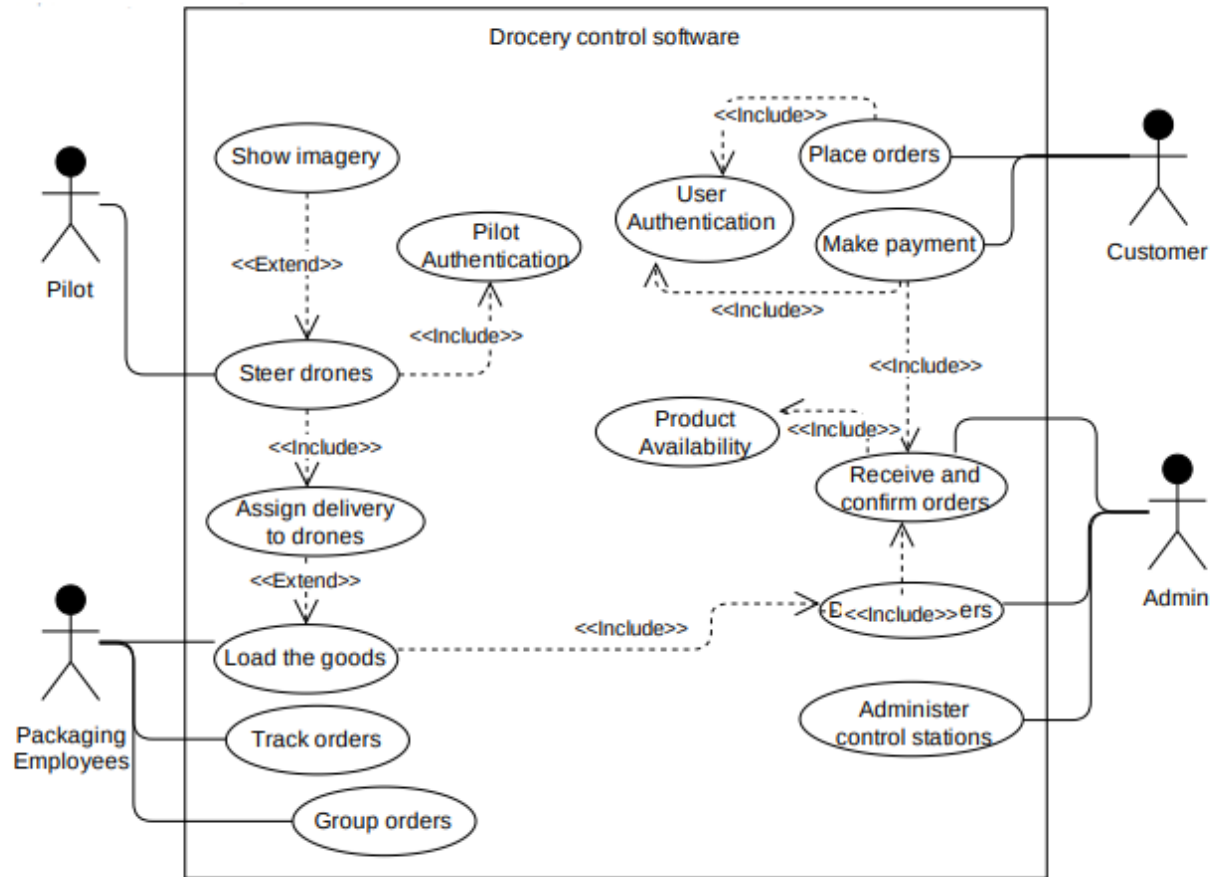 Drocery control software
<<Include>>
Show imagery
Place orders
User
Authentication
Pilot
Authentication
Make payment
Customer
<<Extend>>
Pilot
<<Include>>
<<Include>>
Steer drones
<<Include>>
Product
Availability
<<Include>>
<<Include>>
Receive and
confirm orders
Assign delivery
to drones
<<Extend>>
Admin
<<Include>>
<<Include>>
Load the goods
Administer
control stations
Packaging
Employees
Track orders
Group orders